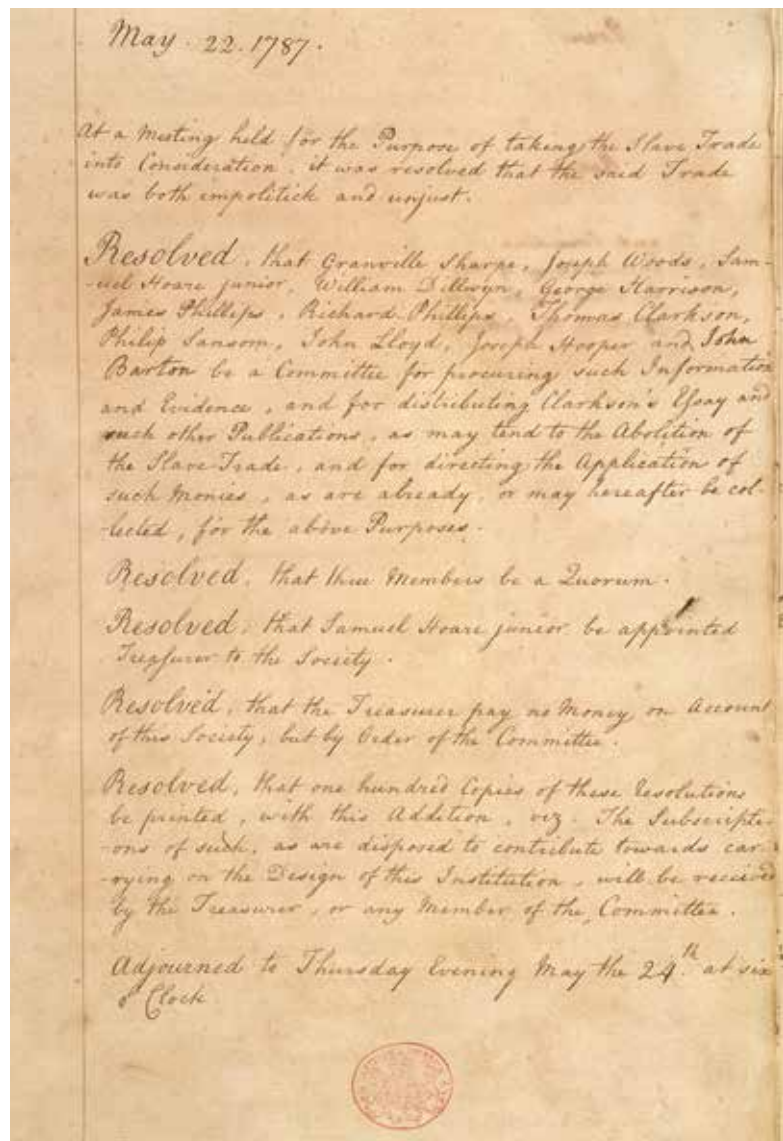 May . 22 . 1787 .
At a Meeting held for the Purpose of taking the Slave Trade
into Consideration, it was resolved that the said Trade
was both impolitick and unjust.
Resolved, that Granville Sharpe, Joseph Woods, Sam-
-uel Hoare junior, William Dillwyn, George Harrison,
James Phillips, Richard Phillips, Thomas Clarkson,
Philip Sansom, John Lloyd, Joseph Hooper and John
Barton be a Committee for procuring such Information
and Evidence, and for distributing Clarkson's Essay and
such other Publications, as may tend to the Abolition of
the Slave Trade, and for directing the Application of
such Monies, as are already, or may hereafter be col-
-lected, for the above Purposes.
Resolved, that three Members be a Quorum.
Resolved, that Samuel Hoare junior be appointed
Treasurer to the Society.
Resolved, that the Treasurer pay no Money on Account
of this Society, but by Order of the Committee.
Resolved, that one hundred Copies of these Resolutions
be printed, with this Addition, viz. The Subscripti-
-ons of such, as are disposed to contribute towards car-
-rying on the Design of this Institution, will be received
by the Treasurer, or any Member of the Committee.
Adjourned to Thursday Evening May the 24th. at six
o'Clock